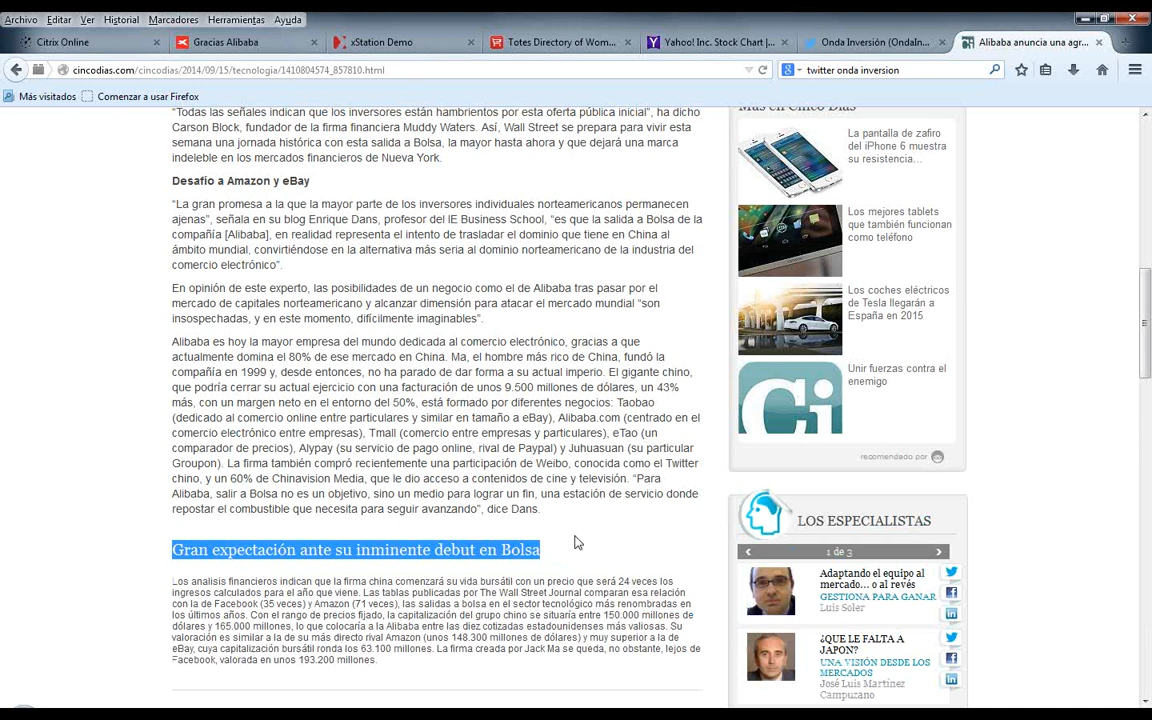 Archivo Editar Ver Historial Marcadores Herramientas Ayuda
Citrix Online
Gracias Alibaba
xStation Demo
Totes Directory of Wom...
Yahoo! Inc. Stock Chart |...
Onda Inversión (OndaIn...
Alibaba anuncia una agr...
cincodias.com/cincodias/2014/09/15/tecnologia/1410804574_857810.html
twitter onda inversion
Más visitados
Comenzar a usar Firefox
“Todas las señales indican que los inversores están hambrientos por esta oferta pública inicial”, ha dicho
Carson Block, fundador de la firma financiera Muddy Waters. Así, Wall Street se prepara para vivir esta
semana una jornada histórica con esta salida a Bolsa, la mayor hasta ahora y que dejará una marca
indeleble en los mercados financieros de Nueva York.
Desafío a Amazon y eBay
“La gran promesa a la que la mayor parte de los inversores individuales norteamericanos permanecen
ajenas”, señala en su blog Enrique Dans, profesor del IE Business School, “es que la salida a Bolsa de la
compañía [Alibaba], en realidad representa el intento de trasladar el dominio que tiene en China al
ámbito mundial, convirtiéndose en la alternativa más seria al dominio norteamericano de la industria del
comercio electrónico”.
En opinión de este experto, las posibilidades de un negocio como el de Alibaba tras pasar por el
mercado de capitales norteamericano y alcanzar dimensión para atacar el mercado mundial “son
insospechadas, y en este momento, difícilmente imaginables”.
Alibaba es hoy la mayor empresa del mundo dedicada al comercio electrónico, gracias a que
actualmente domina el 80% de ese mercado en China. Ma, el hombre más rico de China, fundó la
compañía en 1999 y, desde entonces, no ha parado de dar forma a su actual imperio. El gigante chino,
que podría cerrar su actual ejercicio con una facturación de unos 9.500 millones de dólares, un 43%
más, con un margen neto en el entorno del 50%, está formado por diferentes negocios: Taobao
(dedicado al comercio online entre particulares y similar en tamaño a eBay), Alibaba.com (centrado en el
comercio electrónico entre empresas), Tmall (comercio entre empresas y particulares), eTao (un
comparador de precios), Alypay (su servicio de pago online, rival de Paypal) y Juhuasuan (su particular
Groupon). La firma también compró recientemente una participación de Weibo, conocida como el Twitter
chino, y un 60% de Chinavision Media, que le dio acceso a contenidos de cine y televisión. “Para
Alibaba, salir a Bolsa no es un objetivo, sino un medio para lograr un fin, una estación de servicio donde
repostar el combustible que necesita para seguir avanzando”, dice Dans.
Gran expectación ante su inminente debut en Bolsa
Los analisis financieros indican que la firma china comenzará su vida bursátil con un precio que será 24 veces los
ingresos calculados para el año que viene. Las tablas publicadas por The Wall Street Journal comparan esa relación
con la de Facebook (35 veces) y Amazon (71 veces), las salidas a bolsa en el sector tecnológico más renombradas en
los últimos años. Con el rango de precios fijado, la capitalización del grupo chino se situaría entre 150.000 millones de
dólares y 165.000 millones, lo que colocaría a Alibaba entre las diez cotizadas estadounidenses más valiosas. Su
valoración es similar a la de su más directo rival Amazon (unos 148.300 millones de dólares) y muy superior a la de
eBay, cuya capitalización bursátil ronda los 63.100 millones. La firma creada por Jack Ma se queda, no obstante, lejos de
Facebook, valorada en unos 193.200 millones.
Más en Cinco Días
La pantalla de zafiro
del iPhone 6 muestra
su resistencia...
Los mejores tablets
que también funcionan
como teléfono
Los coches eléctricos
de Tesla llegarán a
España en 2015
Ci
Unir fuerzas contra el
enemigo
recomendado por
LOS ESPECIALISTAS
1 de 3
Adaptando el equipo al
mercado... o al revés
GESTIONA PARA GANAR
Luis Soler
¿QUE LE FALTA A
JAPON?
UNA VISIÓN DESDE LOS
MERCADOS
José Luis Martínez
Campuzano